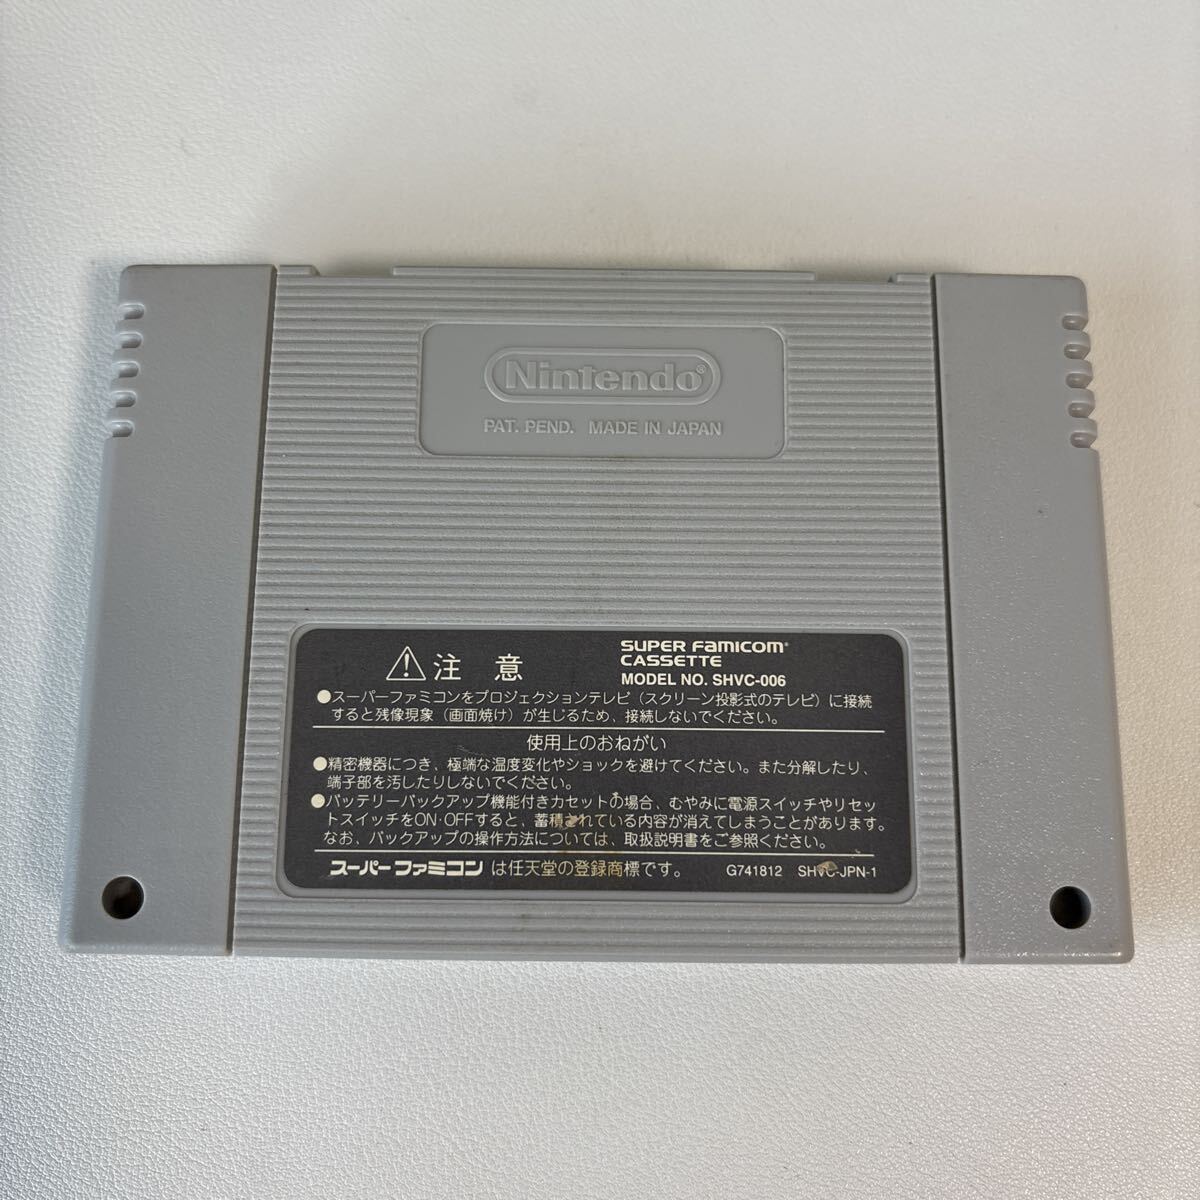 Nintendo®
PAT. PEND. MADE IN JAPAN
⚠注意
SUPER FAMICOM®
CASSETTE
MODEL NO. SHVC-006
●スーパーファミコンをプロジェクションテレビ（スクリーン投影式のテレビ）に接続
すると残像現象（画面焼け）が生じるため、接続しないでください。
使用上のおねがい
●精密機器につき、極端な温度変化やショックを避けてください。また分解したり、
端子部を汚したりしないでください。
●バッテリーバックアップ機能付きカセットの場合、むやみに電源スイッチやリセッ
トスイッチをON・OFFすると、蓄積されている内容が消えてしまうことがあります。
なお、バックアップの操作方法については、取扱説明書をご参照ください。
スーパーファミコン は任天堂の登録商標です。 G741812 SHVC-JPN-1